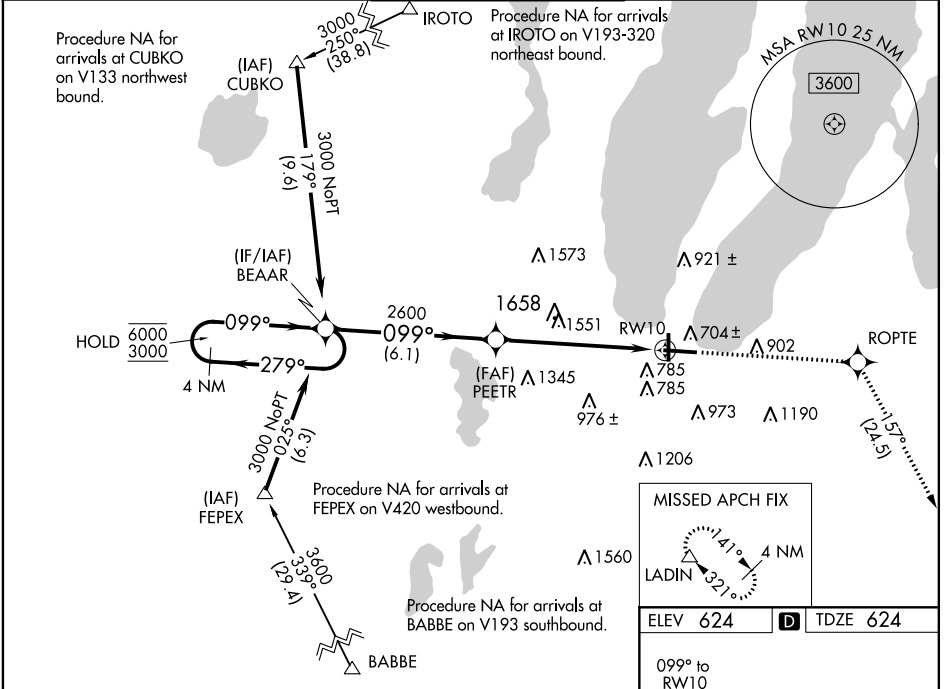 3000
250°
(38.8)
IROTO
Procedure NA for arrivals
at IROTO on V193-320
northeast bound.
Procedure NA for
arrivals at CUBKO
on V133 northwest
bound.
(IAF)
CUBKO
MSA RW10 25 NM
3600
3000 NoPT
179°
(9.6)
(IF/IAF)
BEAAR
1573
921 ±
1658
1551
2600
099°
(6.1)
099°
279°
HOLD
6000
3000
4 NM
RW10
704 ±
902
ROPTE
(FAF)
PEETR
1345
785
785
976 ±
973
1190
157°
(24.5)
3000 NoPT
025°
(6.3)
1206
(IAF)
FEPEX
Procedure NA for arrivals at
FEPEX on V420 westbound.
MISSED APCH FIX
141°
4 NM
LADIN
321°
1560
3600
339°
(29.4)
Procedure NA for arrivals at
BABBE on V193 southbound.
BABBE
ELEV 624
D
TDZE 624
099° to
RW10